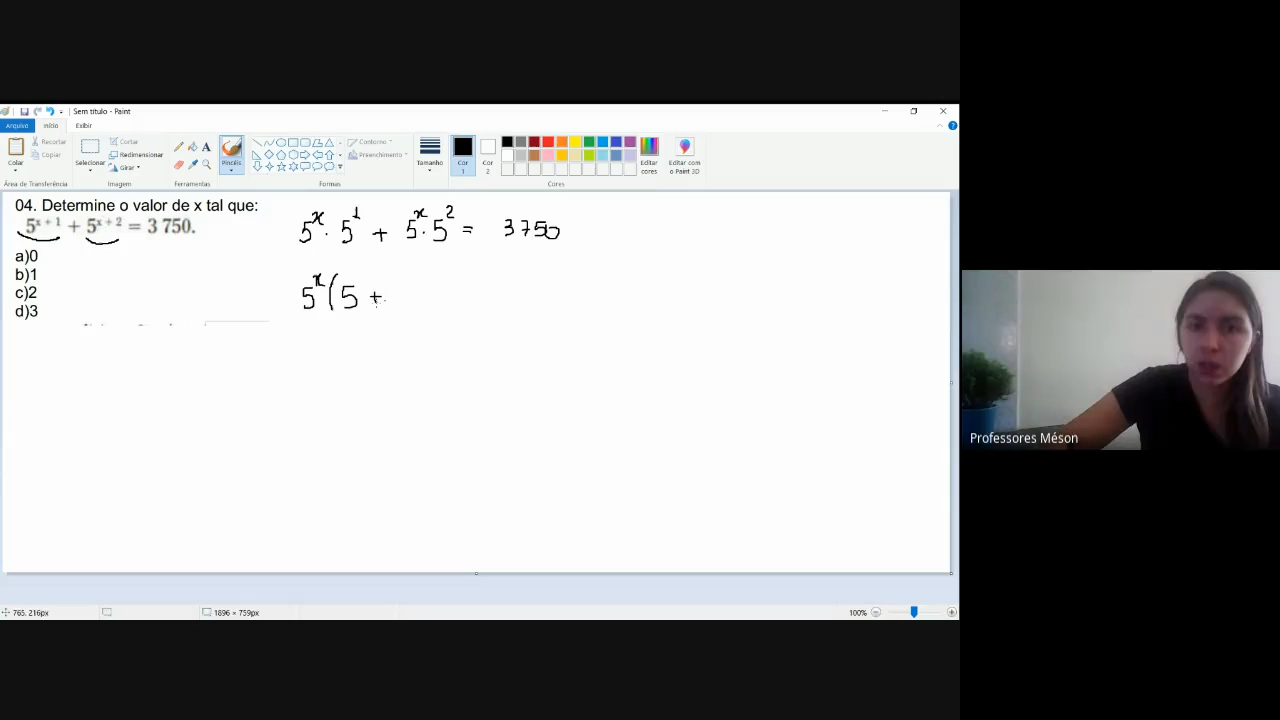 Sem título - Paint
Arquivo Início Exibir
Colar Recortar Copiar Selecionar Cortar Redimensionar Girar Pincéis Contorno Preenchimento Tamanho Cor 1 Cor 2 Editar cores Editar com o Paint 3D
Área de Transferência Imagem Ferramentas Formas Cores
04. Determine o valor de x tal que:
5^{x + 1} + 5^{x + 2} = 3 750.
a)0
b)1
c)2
d)3
5^x · 5^1 + 5^x · 5^2 = 3750
5^x (5 +
Professores Méson
765, 216px 1896 × 759px 100%